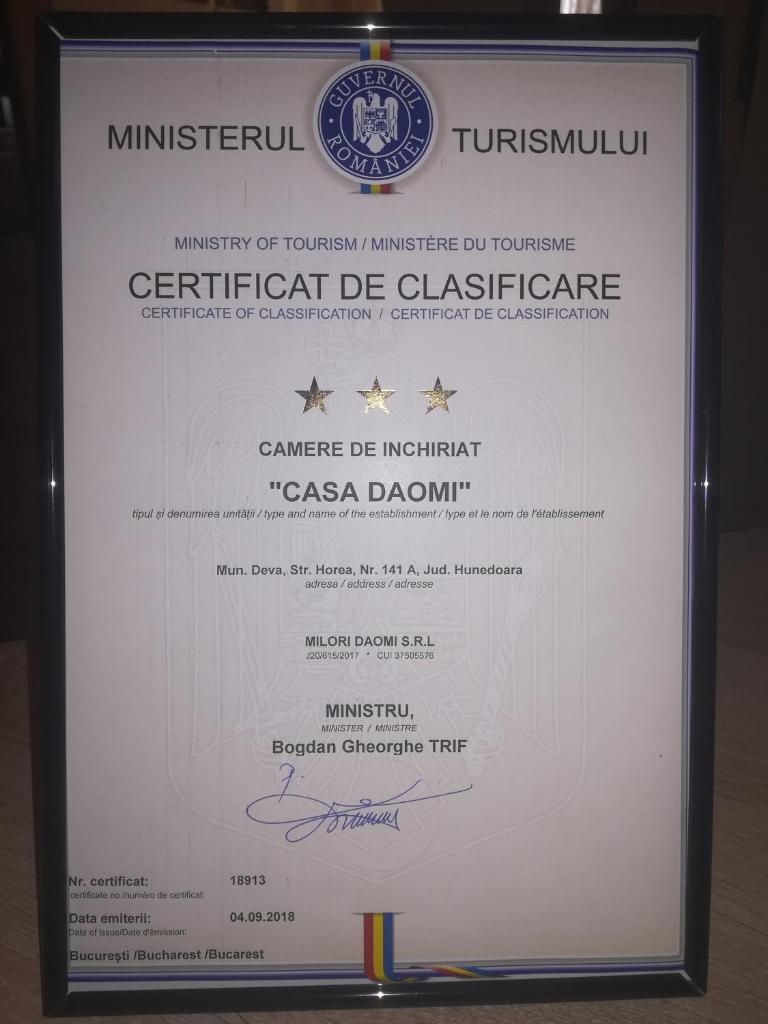 GUVERNUL ROMÂNIEI
MINISTERUL TURISMULUI
MINISTRY OF TOURISM / MINISTÈRE DU TOURISME
CERTIFICAT DE CLASIFICARE
CERTIFICATE OF CLASSIFICATION / CERTIFICAT DE CLASSIFICATION
CAMERE DE INCHIRIAT
"CASA DAOMI"
tipul și denumirea unității / type and name of the establishment / type et le nom de l'établissement
Mun. Deva, Str. Horea, Nr. 141 A, Jud. Hunedoara
adresa / address / adresse
MILORI DAOMI S.R.L
J20/615/2017 * CUI 37505576
MINISTRU,
MINISTER / MINISTRE
Bogdan Gheorghe TRIF
Nr. certificat: 18913
certificate no./numéro de certificat:
Data emiterii: 04.09.2018
Date of issue/Date d'émission:
București /Bucharest /Bucarest